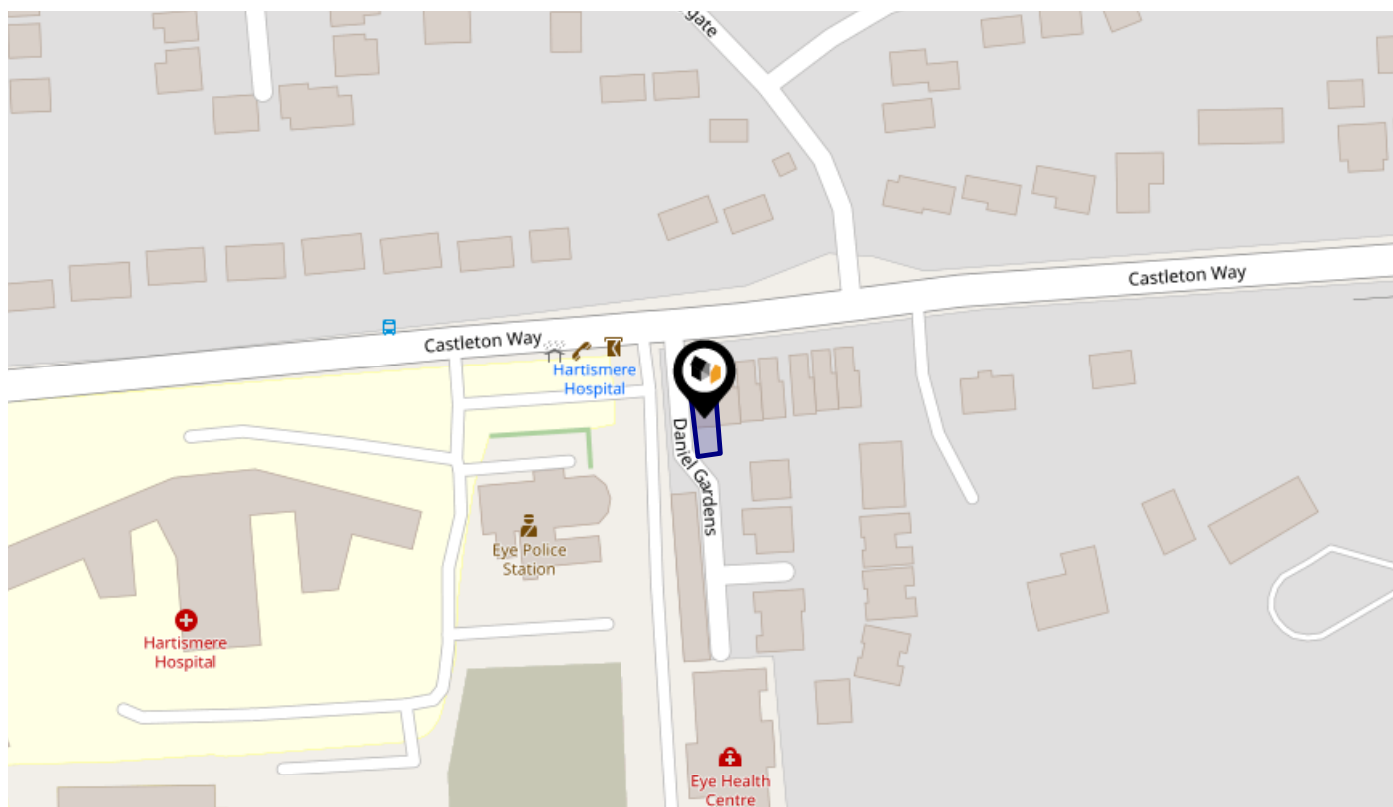 gate
Castleton Way
Castleton Way
Hartismere
Hospital
Daniel Gardens
Eye Police
Station
Hartismere
Hospital
Eye Health
Centre